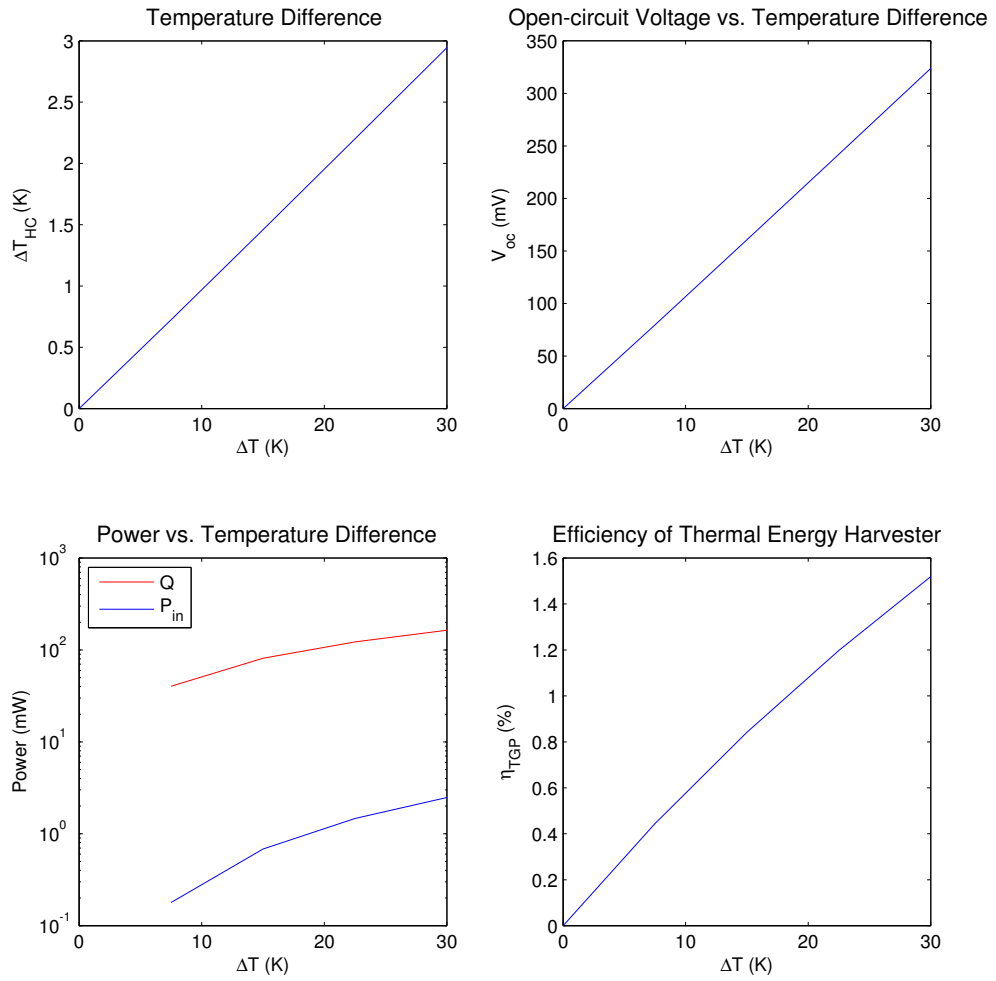 Temperature Difference
3
2.5
2
1.5
1
0.5
0
ΔT_HC (K)
0 10 20 30
ΔT (K)
Open-circuit Voltage vs. Temperature Difference
350
300
250
200
150
100
50
0
V_oc (mV)
0 10 20 30
ΔT (K)
Power vs. Temperature Difference
10^3
10^2
10^1
10^0
10^-1
Power (mW)
Q
P_in
0 10 20 30
ΔT (K)
Efficiency of Thermal Energy Harvester
1.6
1.4
1.2
1
0.8
0.6
0.4
0.2
0
η_TGP (%)
0 10 20 30
ΔT (K)